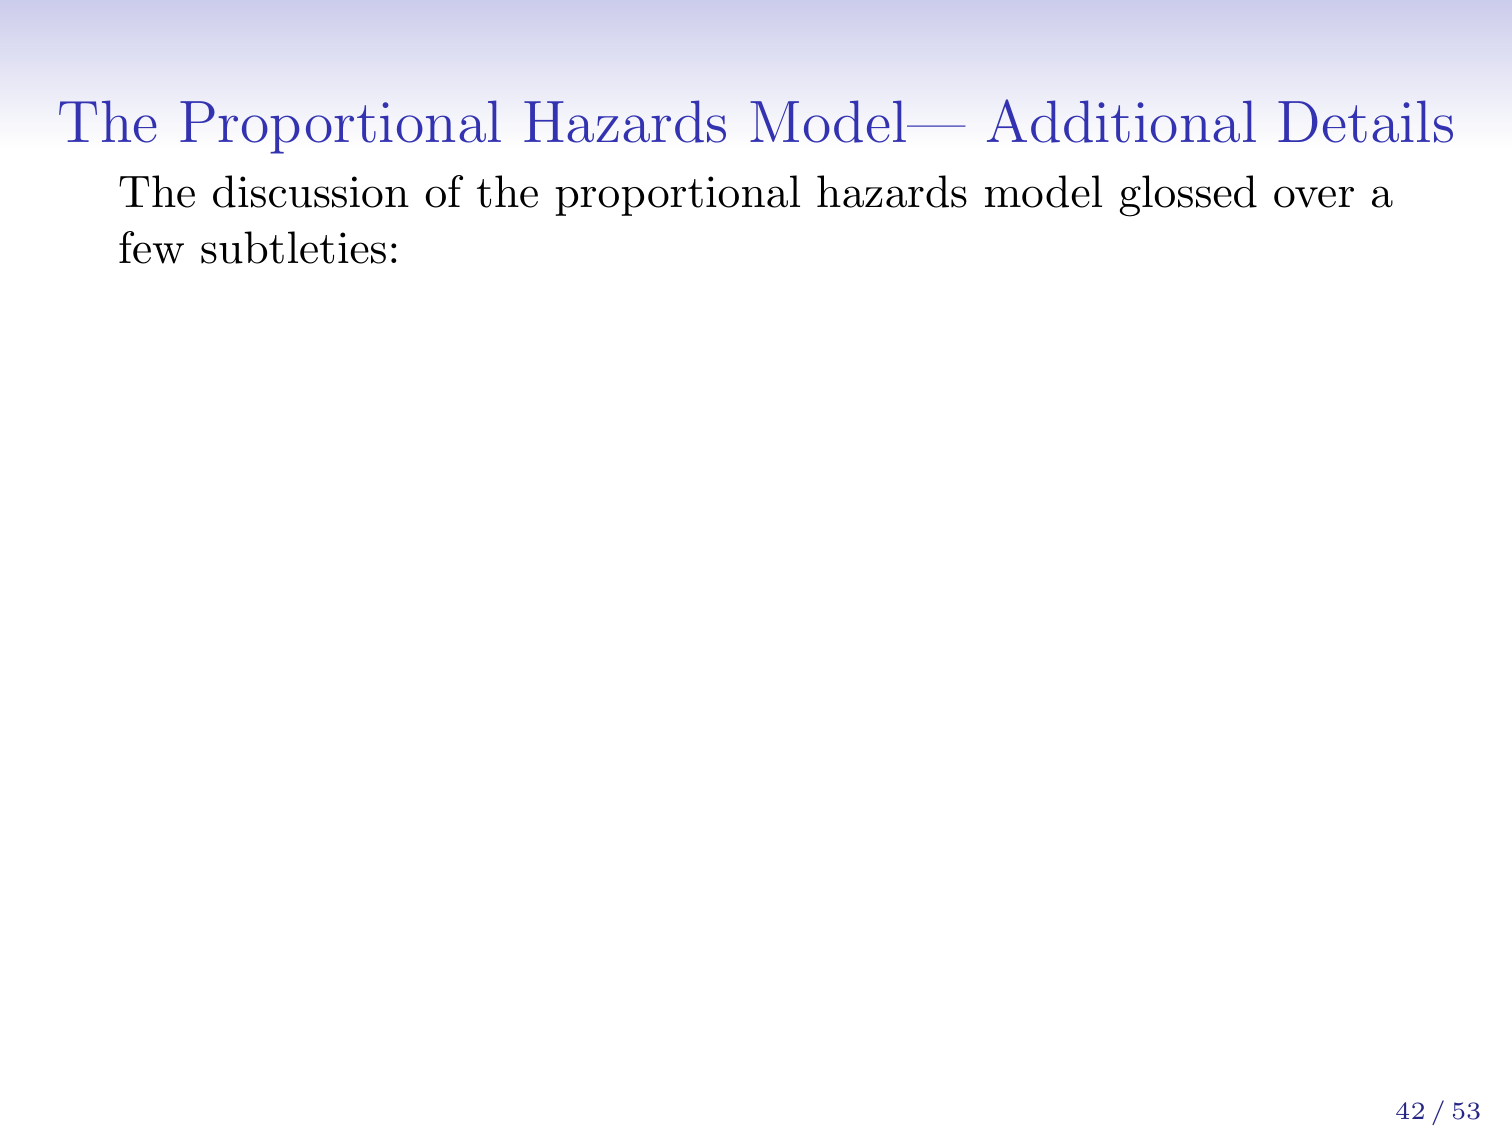 The Proportional Hazards Model— Additional Details
The discussion of the proportional hazards model glossed over a
few subtleties:
42 / 53